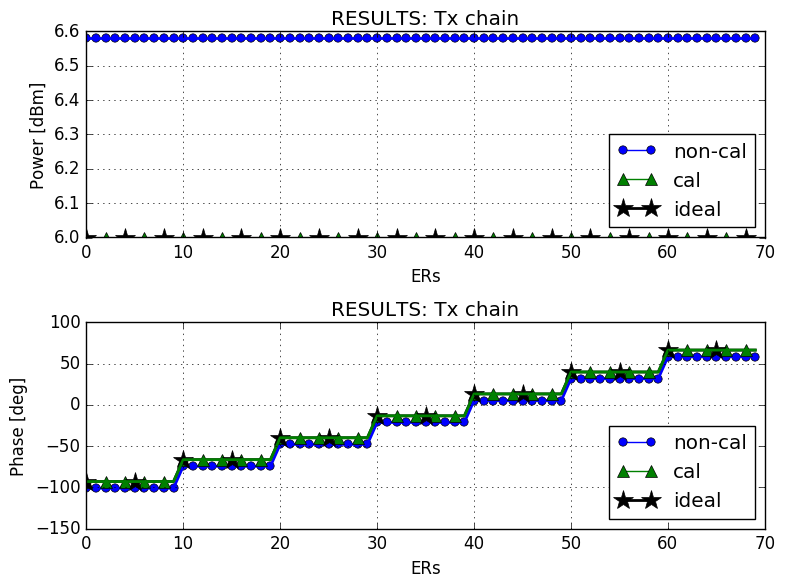 RESULTS: Tx chain
6.6
6.5
6.4
6.3
6.2
6.1
6.0
Power [dBm]
non-cal
cal
ideal
0 10 20 30 40 50 60 70
ERs
RESULTS: Tx chain
100
50
0
−50
−100
−150
Phase [deg]
non-cal
cal
ideal
0 10 20 30 40 50 60 70
ERs